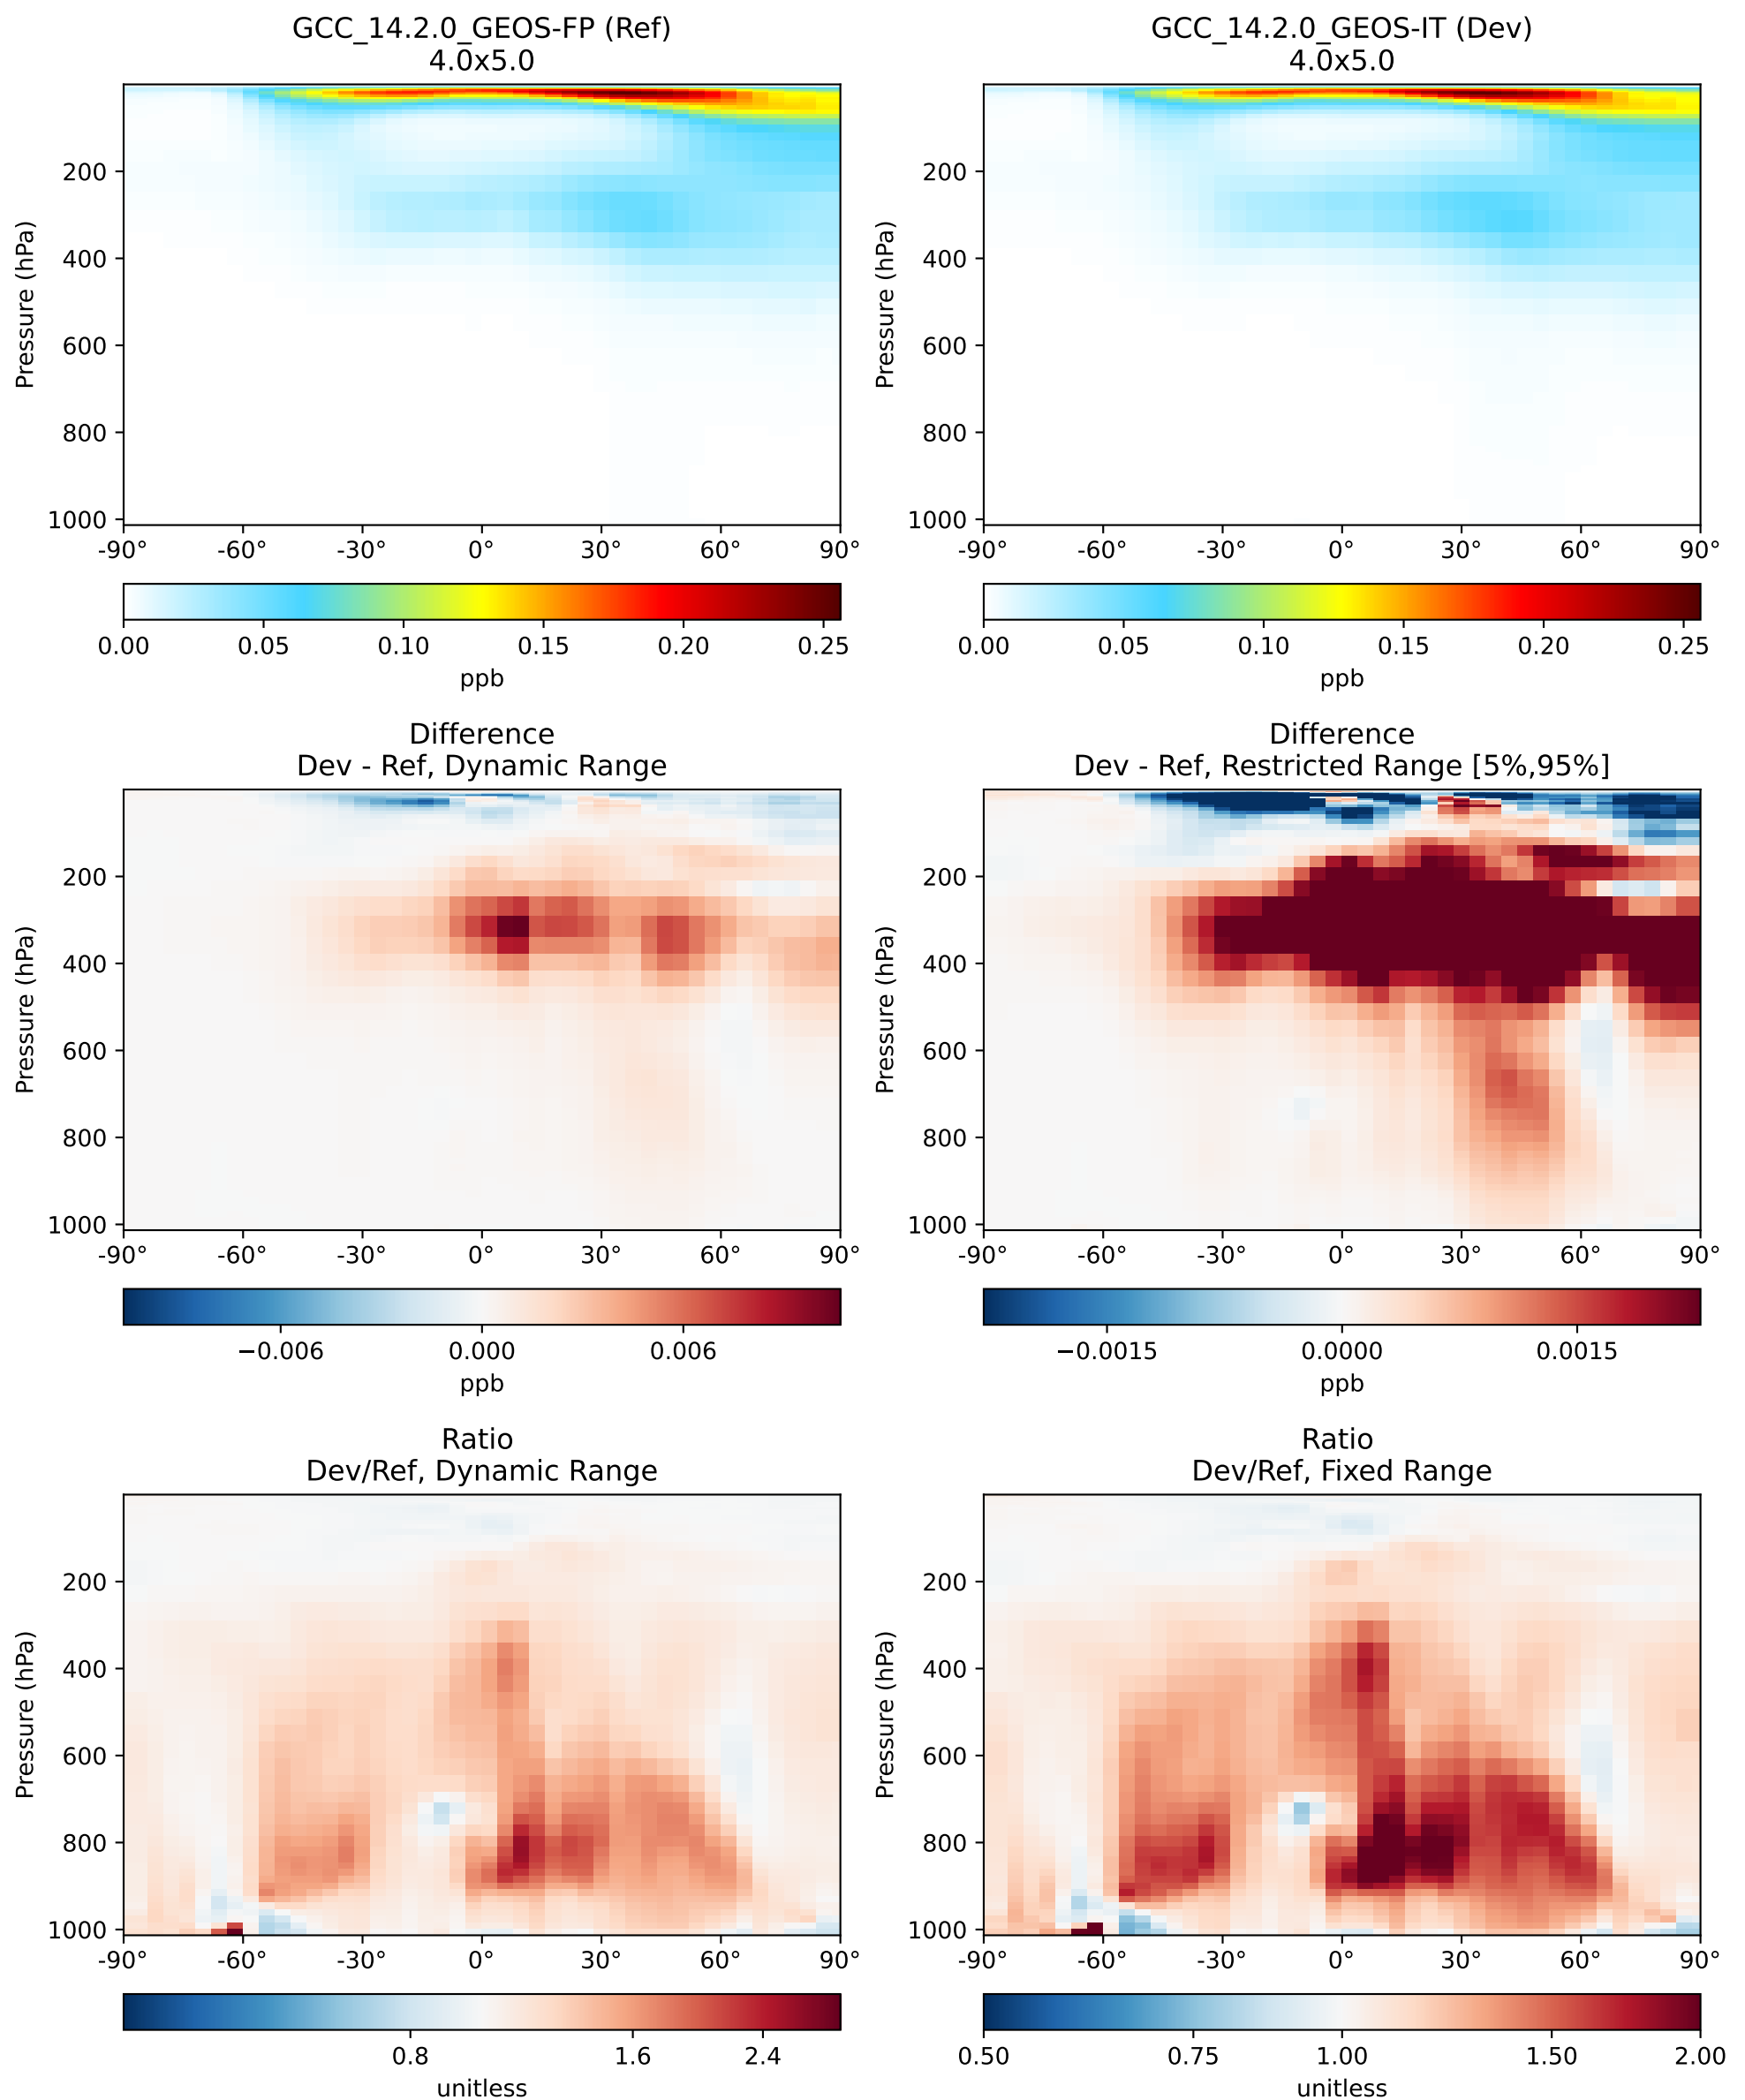 GCC_14.2.0_GEOS-FP (Ref)
4.0x5.0
Pressure (hPa)
200
400
600
800
1000
-90° -60° -30° 0° 30° 60° 90°
0.00 0.05 0.10 0.15 0.20 0.25
ppb
GCC_14.2.0_GEOS-IT (Dev)
4.0x5.0
Pressure (hPa)
200
400
600
800
1000
-90° -60° -30° 0° 30° 60° 90°
0.00 0.05 0.10 0.15 0.20 0.25
ppb
Difference
Dev - Ref, Dynamic Range
Pressure (hPa)
200
400
600
800
1000
-90° -60° -30° 0° 30° 60° 90°
−0.006 0.000 0.006
ppb
Difference
Dev - Ref, Restricted Range [5%,95%]
Pressure (hPa)
200
400
600
800
1000
-90° -60° -30° 0° 30° 60° 90°
−0.0015 0.0000 0.0015
ppb
Ratio
Dev/Ref, Dynamic Range
Pressure (hPa)
200
400
600
800
1000
-90° -60° -30° 0° 30° 60° 90°
0.8 1.6 2.4
unitless
Ratio
Dev/Ref, Fixed Range
Pressure (hPa)
200
400
600
800
1000
-90° -60° -30° 0° 30° 60° 90°
0.50 0.75 1.00 1.50 2.00
unitless